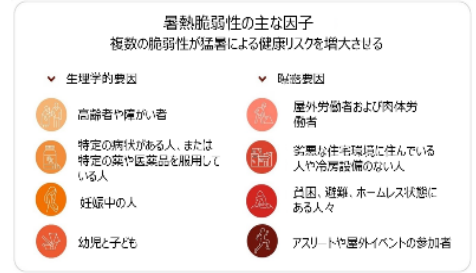 暑熱脆弱性の主な因子
複数の脆弱性が猛暑による健康リスクを増大させる
生理学的要因
高齢者や障がい者
特定の病状がある人、または
特定の薬や医薬品を服用して
いる人
妊娠中の人
幼児と子ども
要因
屋外労働者および肉体労
働者
劣悪な住宅環境に住んでいる
人や冷房設備のない人
貧困、避難、ホームレス状態に
ある人々
アスリートや屋外イベントの参加者